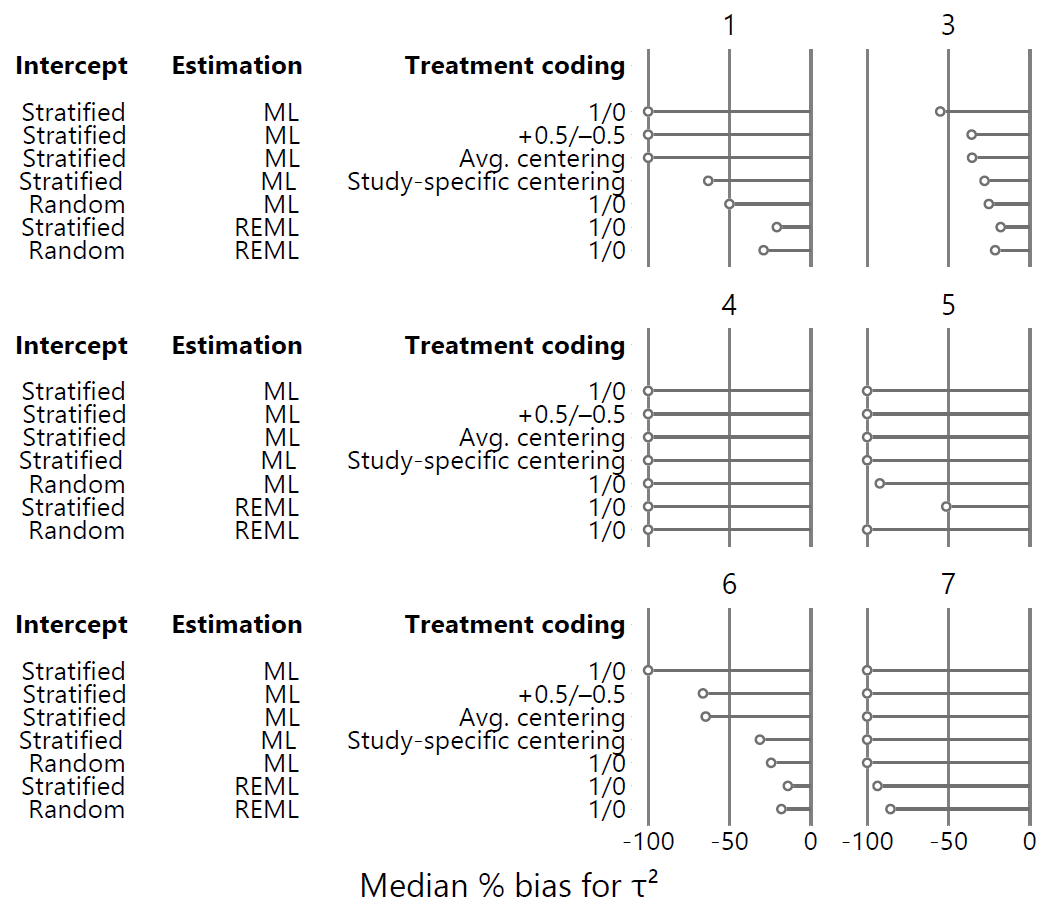 1 3
Intercept Estimation Treatment coding
Stratified ML 1/0
Stratified ML +0.5/–0.5
Stratified ML Avg. centering
Stratified ML Study-specific centering
Random ML 1/0
Stratified REML 1/0
Random REML 1/0
4 5
Intercept Estimation Treatment coding
Stratified ML 1/0
Stratified ML +0.5/–0.5
Stratified ML Avg. centering
Stratified ML Study-specific centering
Random ML 1/0
Stratified REML 1/0
Random REML 1/0
6 7
Intercept Estimation Treatment coding
Stratified ML 1/0
Stratified ML +0.5/–0.5
Stratified ML Avg. centering
Stratified ML Study-specific centering
Random ML 1/0
Stratified REML 1/0
Random REML 1/0
-100 -50 0 -100 -50 0
Median % bias for τ²